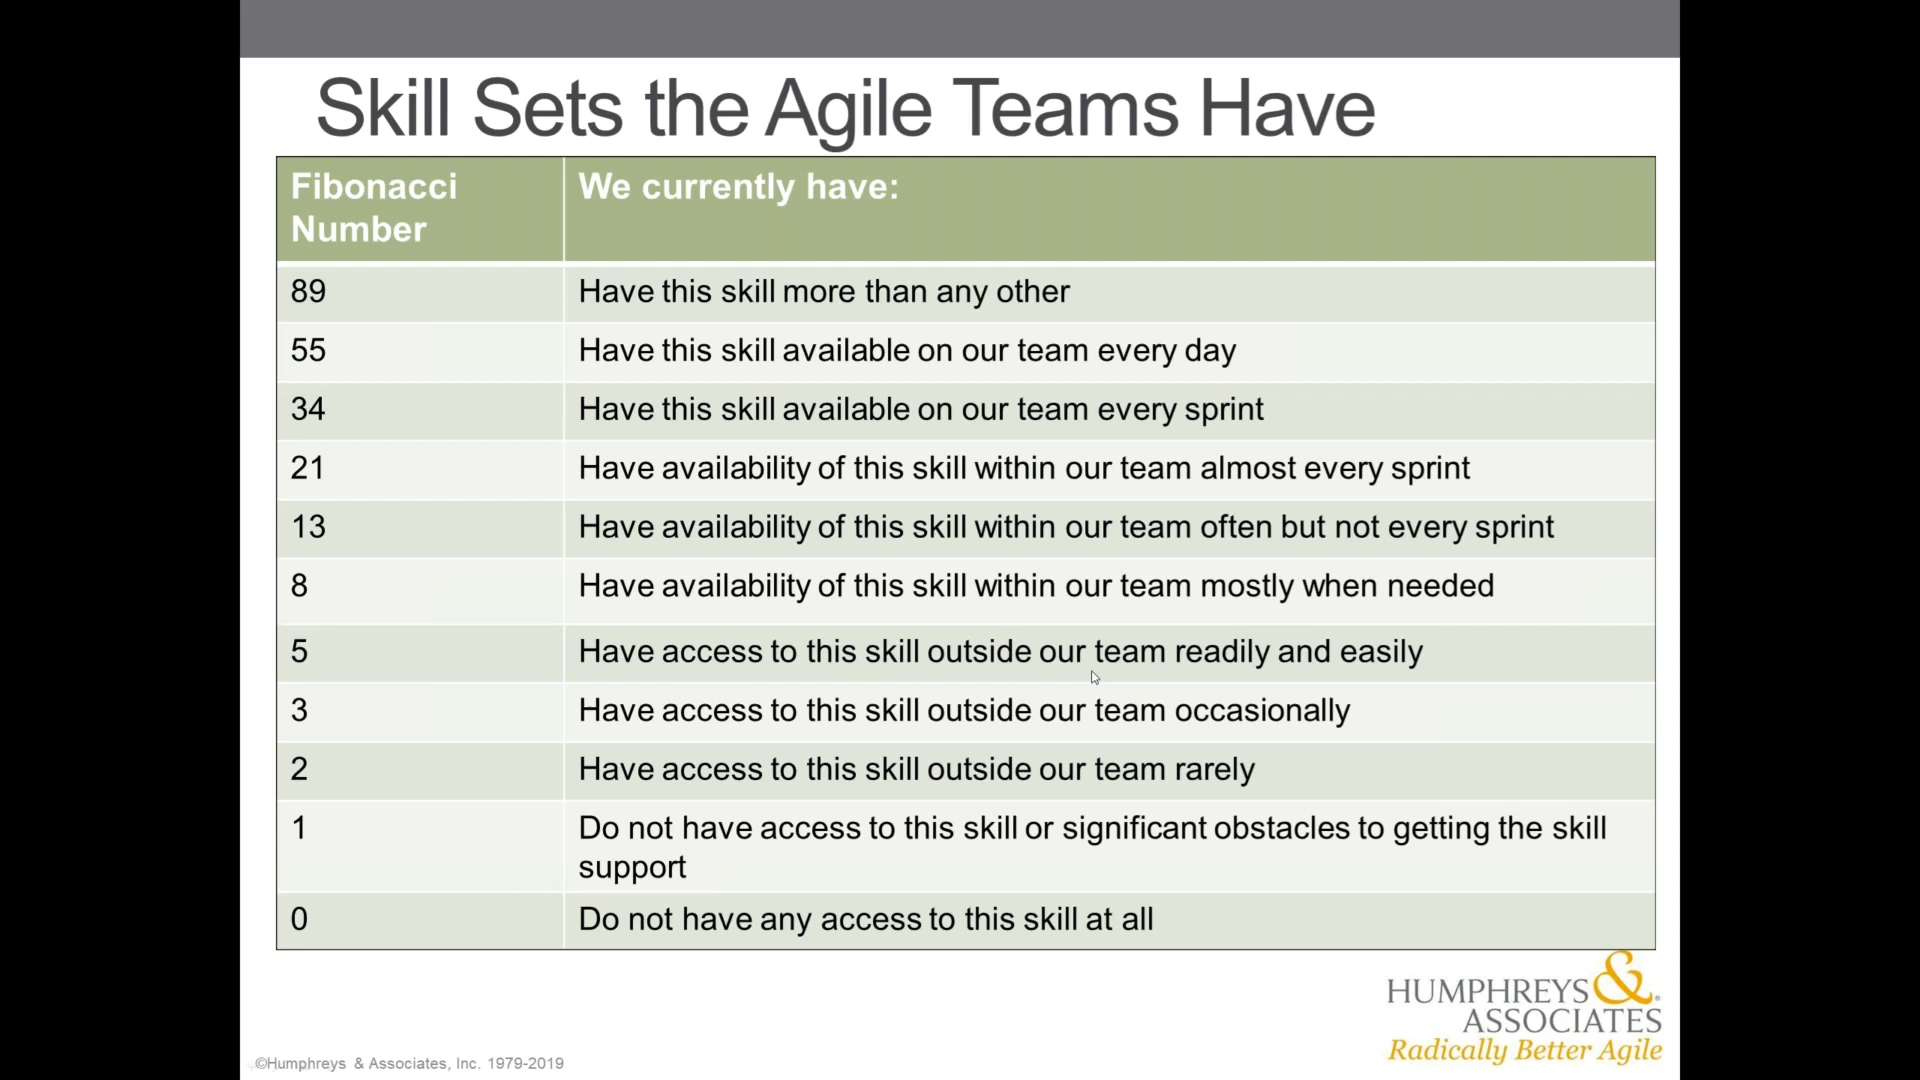 Skill Sets the Agile Teams Have
Fibonacci
Number
We currently have:
89 Have this skill more than any other
55 Have this skill available on our team every day
34 Have this skill available on our team every sprint
21 Have availability of this skill within our team almost every sprint
13 Have availability of this skill within our team often but not every sprint
8 Have availability of this skill within our team mostly when needed
5 Have access to this skill outside our team readily and easily
3 Have access to this skill outside our team occasionally
2 Have access to this skill outside our team rarely
1 Do not have access to this skill or significant obstacles to getting the skill
support
0 Do not have any access to this skill at all
HUMPHREYS &®
ASSOCIATES
Radically Better Agile
©Humphreys & Associates, Inc. 1979-2019